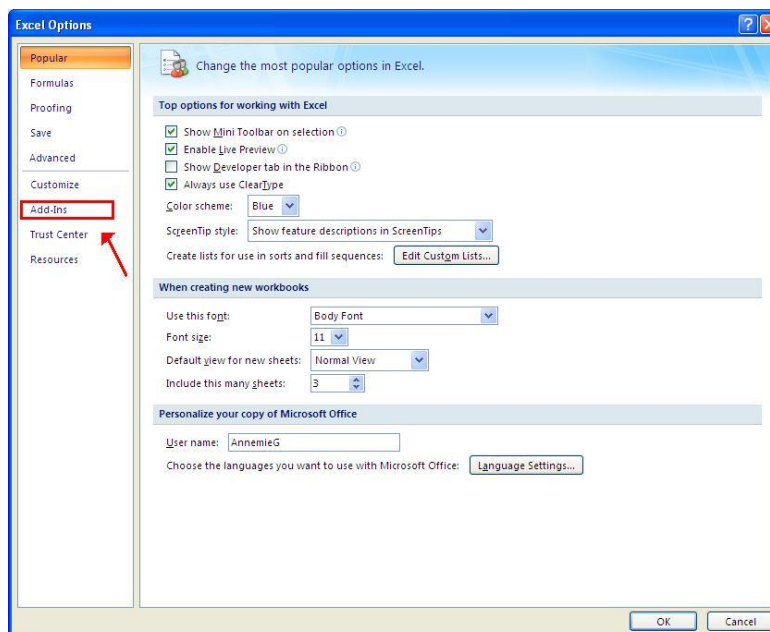 Excel Options
Popular
Formulas
Proofing
Save
Advanced
Customize
Add-Ins
Trust Center
Resources
Change the most popular options in Excel.
Top options for working with Excel
Show Mini Toolbar on selection
Enable Live Preview
Show Developer tab in the Ribbon
Always use ClearType
Color scheme: Blue
ScreenTip style: Show feature descriptions in ScreenTips
Create lists for use in sorts and fill sequences: Edit Custom Lists...
When creating new workbooks
Use this font: Body Font
Font size: 11
Default view for new sheets: Normal View
Include this many sheets: 3
Personalize your copy of Microsoft Office
User name: AnnemieG
Choose the languages you want to use with Microsoft Office: Language Settings...
OK Cancel